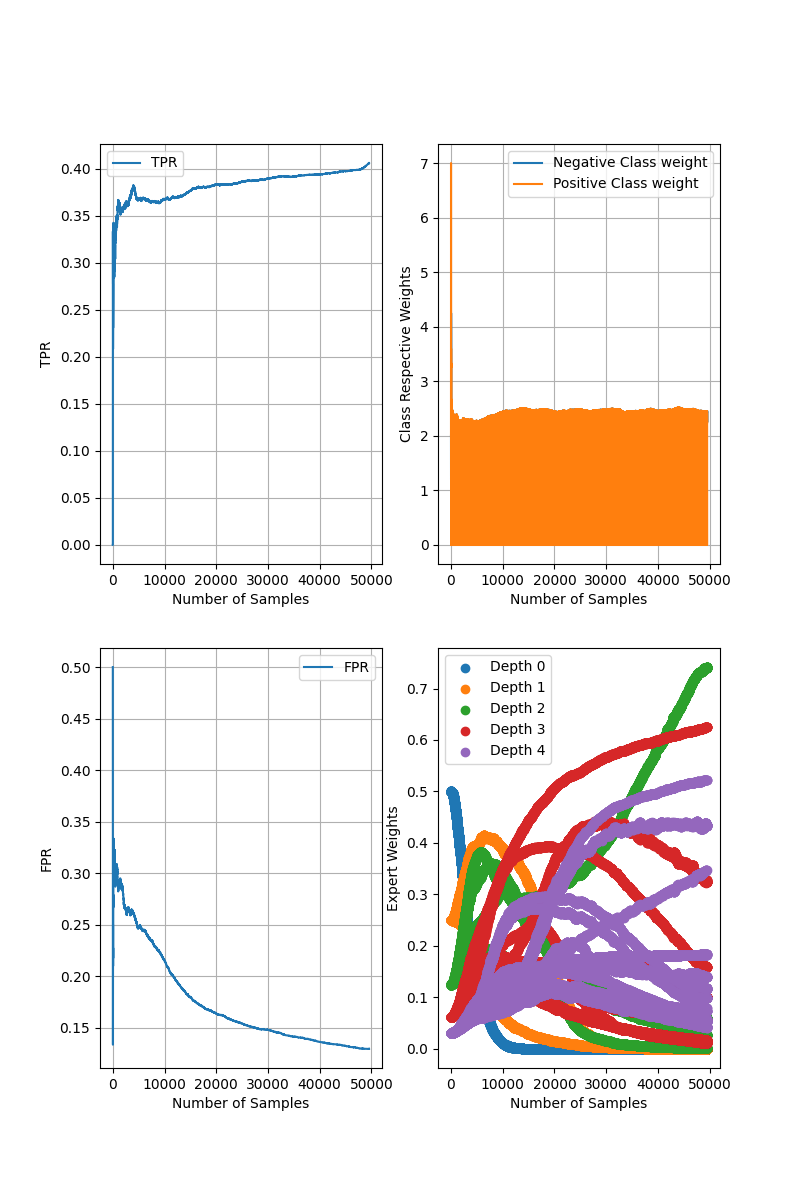 TPR
0.40
0.35
0.30
0.25
0.20
0.15
0.10
0.05
0.00
TPR
0 10000 20000 30000 40000 50000
Number of Samples
Negative Class weight
Positive Class weight
7
6
5
4
3
2
1
0
Class Respective Weights
0 10000 20000 30000 40000 50000
Number of Samples
FPR
0.50
0.45
0.40
0.35
0.30
0.25
0.20
0.15
FPR
0 10000 20000 30000 40000 50000
Number of Samples
Depth 0
Depth 1
Depth 2
Depth 3
Depth 4
0.7
0.6
0.5
0.4
0.3
0.2
0.1
0.0
Expert Weights
0 10000 20000 30000 40000 50000
Number of Samples